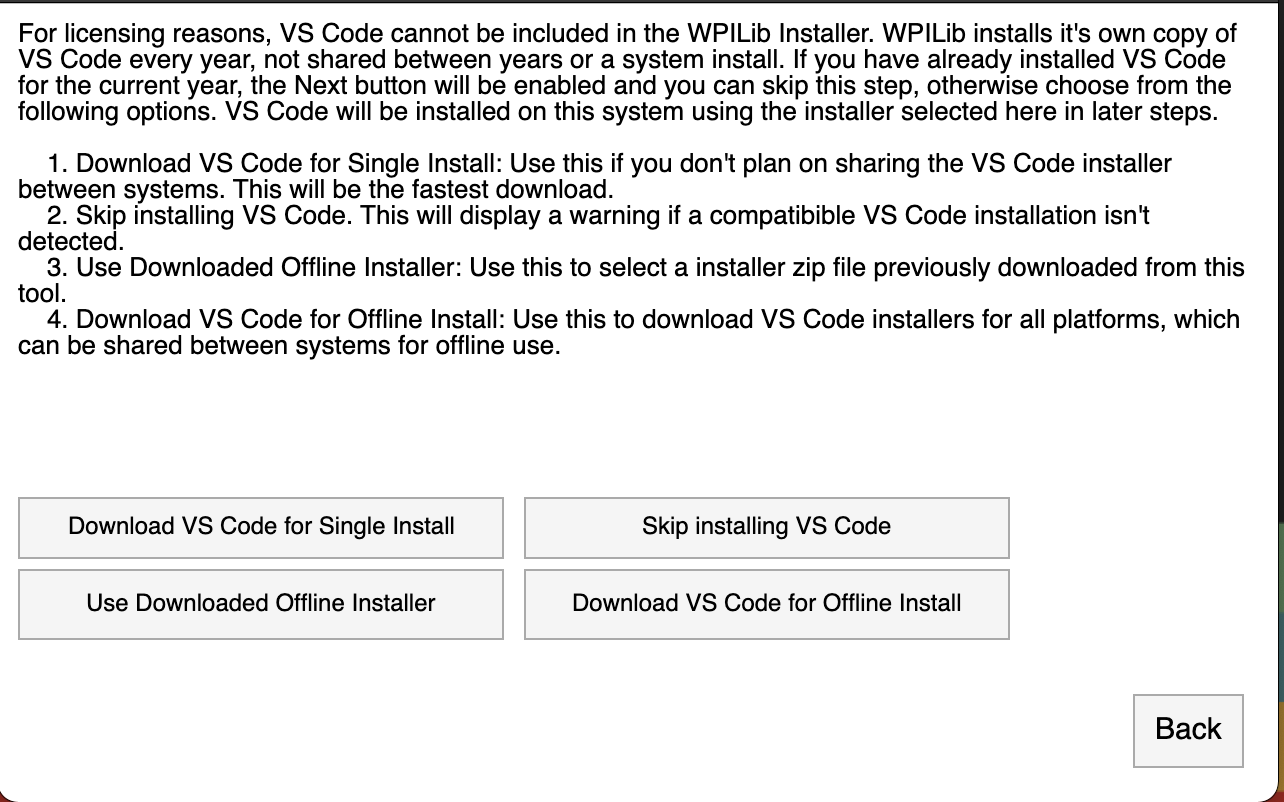 For licensing reasons, VS Code cannot be included in the WPILib Installer. WPILib installs it's own copy of
VS Code every year, not shared between years or a system install. If you have already installed VS Code
for the current year, the Next button will be enabled and you can skip this step, otherwise choose from the
following options. VS Code will be installed on this system using the installer selected here in later steps.
1. Download VS Code for Single Install: Use this if you don't plan on sharing the VS Code installer
between systems. This will be the fastest download.
2. Skip installing VS Code. This will display a warning if a compatibible VS Code installation isn't
detected.
3. Use Downloaded Offline Installer: Use this to select a installer zip file previously downloaded from this
tool.
4. Download VS Code for Offline Install: Use this to download VS Code installers for all platforms, which
can be shared between systems for offline use.
Download VS Code for Single Install
Skip installing VS Code
Use Downloaded Offline Installer
Download VS Code for Offline Install
Back